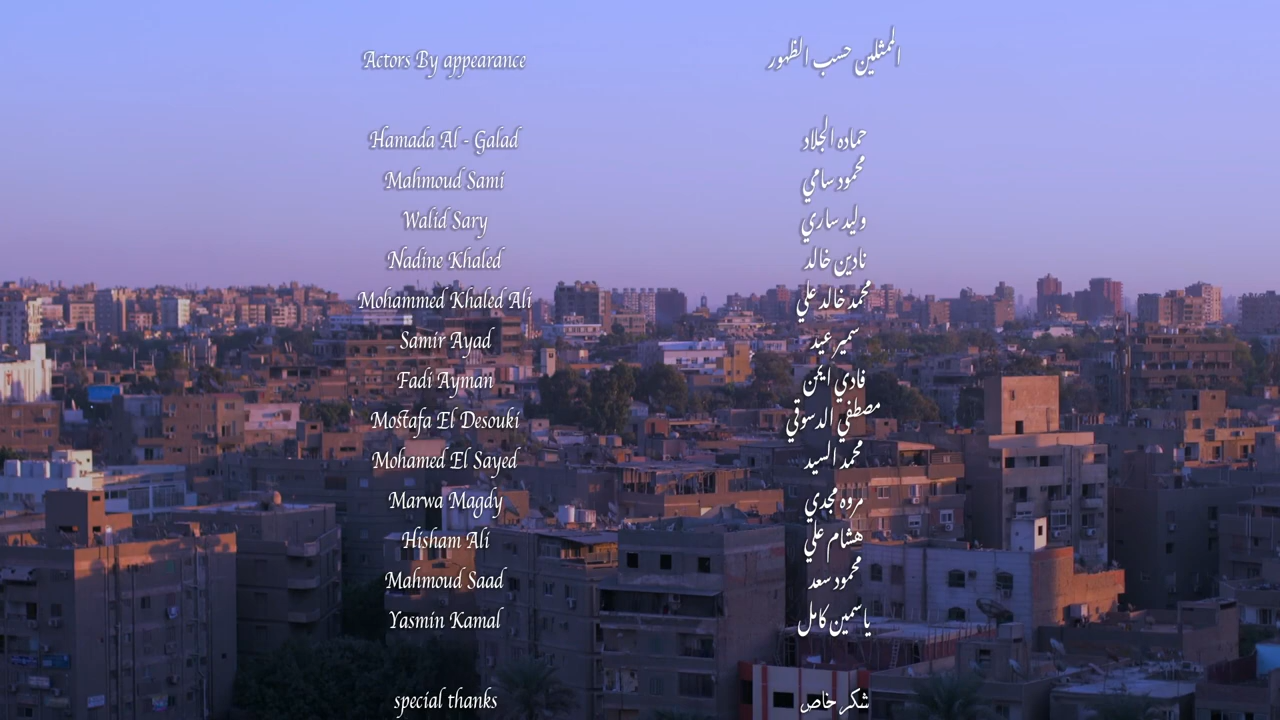 Actors By appearance الممثلين حسب الظهور
Hamada Al - Galad حماده الجلاد
Mahmoud Sami محمود سامي
Walid Sary وليد ساري
Nadine Khaled نادين خالد
Mohammed Khaled Ali محمد خالد علي
Samir Ayad سمير عيد
Fadi Ayman فادي ايمن
Mostafa El Desouki مصطفي الدسوقي
Mohamed El Sayed محمد السيد
Marwa Magdy مروه مجدي
Hisham Ali هشام علي
Mahmoud Saad محمود سعد
Yasmin Kamal ياسمين كامل
special thanks شكر خاص